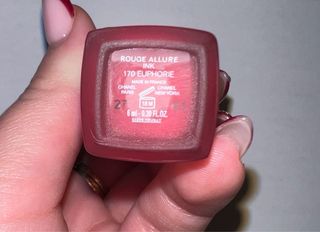 ROUGE ALLURE
INK
170 EUPHORIE
MADE IN FRANCE
CHANEL CHANEL
PARIS NEW YORK
18 M
6 ml - 0.20 FL.OZ.